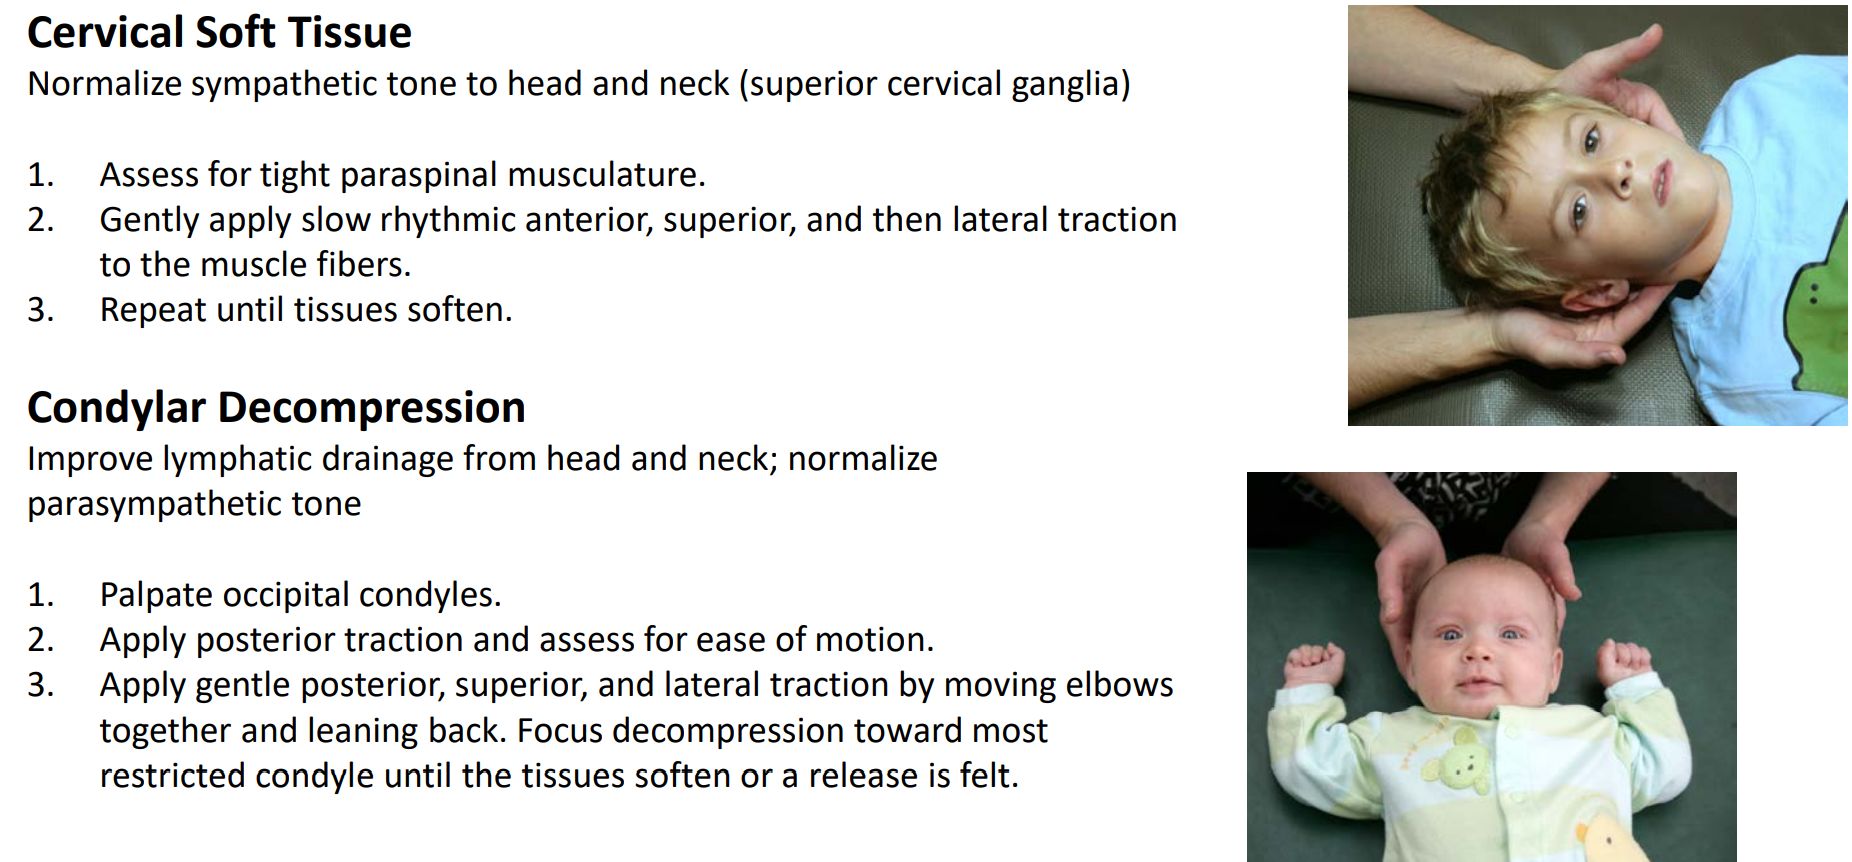 Cervical Soft Tissue
Normalize sympathetic tone to head and neck (superior cervical ganglia)
1. Assess for tight paraspinal musculature.
2. Gently apply slow rhythmic anterior, superior, and then lateral traction
to the muscle fibers.
3. Repeat until tissues soften.
Condylar Decompression
Improve lymphatic drainage from head and neck; normalize
parasympathetic tone
1. Palpate occipital condyles.
2. Apply posterior traction and assess for ease of motion.
3. Apply gentle posterior, superior, and lateral traction by moving elbows
together and leaning back. Focus decompression toward most
restricted condyle until the tissues soften or a release is felt.